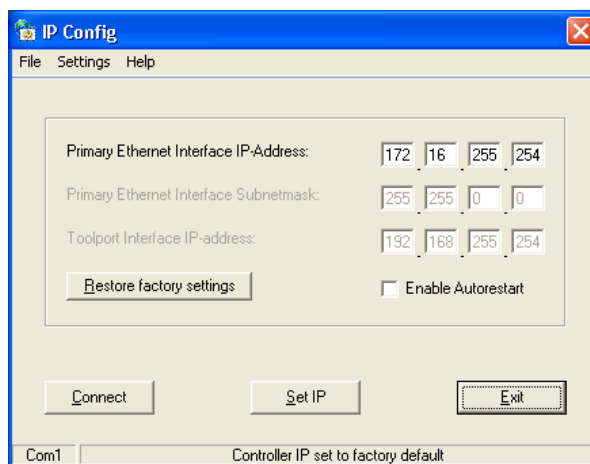 IP Config
File Settings Help
Primary Ethernet Interface IP-Address: 172 . 16 . 255 . 254
Primary Ethernet Interface Subnetmask: 255 . 255 . 0 . 0
Toolport Interface IP-address: 192 . 168 . 255 . 254
Restore factory settings Enable Autorestart
Connect Set IP Exit
Com1 Controller IP set to factory default